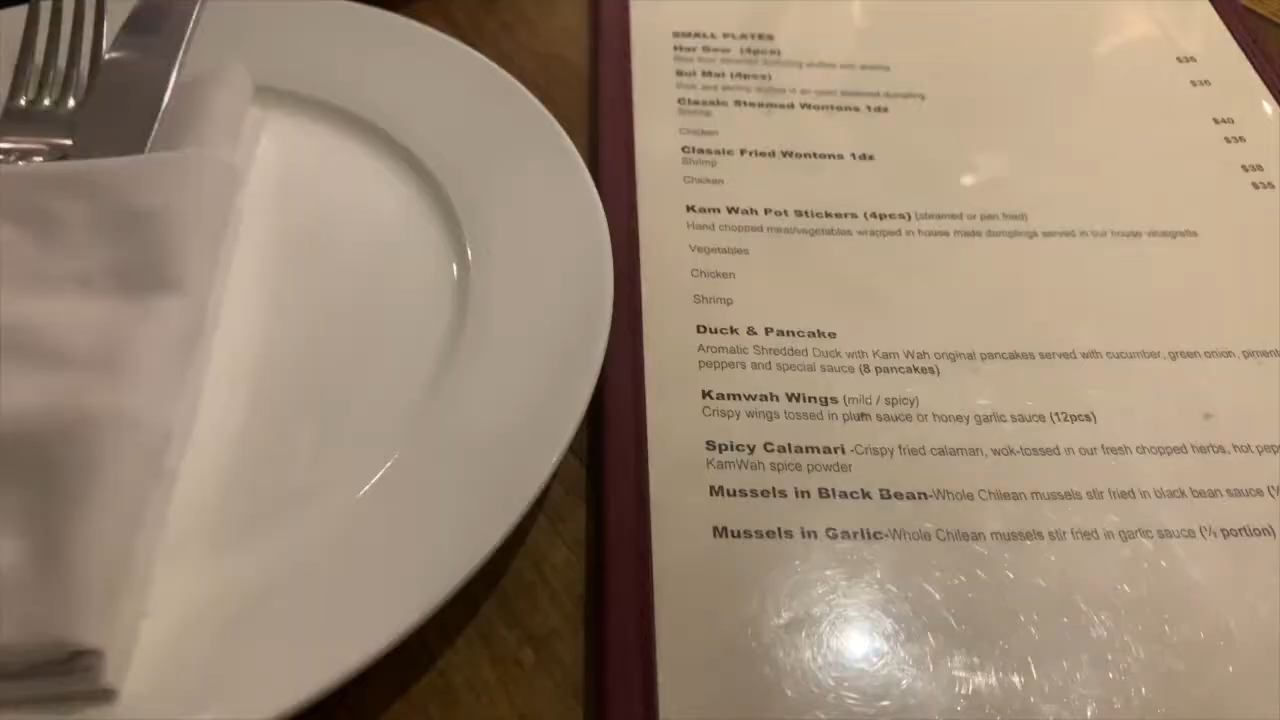 SMALL PLATES
Har Gow (4pcs)
$35
Sui Mai (4pcs)
$35
Classic Steamed Wontons 1dz
Shrimp $40
Chicken $35
Classic Fried Wontons 1dz
Shrimp $38
Chicken $35
Kam Wah Pot Stickers (4pcs) (steamed or pan fried)
Hand chopped meat/vegetables wrapped in house made dumplings served in our house vinaigrette
Vegetables
Chicken
Shrimp
Duck & Pancake
Aromatic Shredded Duck with Kam Wah original pancakes served with cucumber, green onion, piment
peppers and special sauce (8 pancakes)
Kamwah Wings (mild / spicy)
Crispy wings tossed in plum sauce or honey garlic sauce (12pcs)
Spicy Calamari -Crispy fried calamari, wok-tossed in our fresh chopped herbs, hot pep
KamWah spice powder
Mussels in Black Bean-Whole Chilean mussels stir fried in black bean sauce (
Mussels in Garlic-Whole Chilean mussels stir fried in garlic sauce (½ portion)